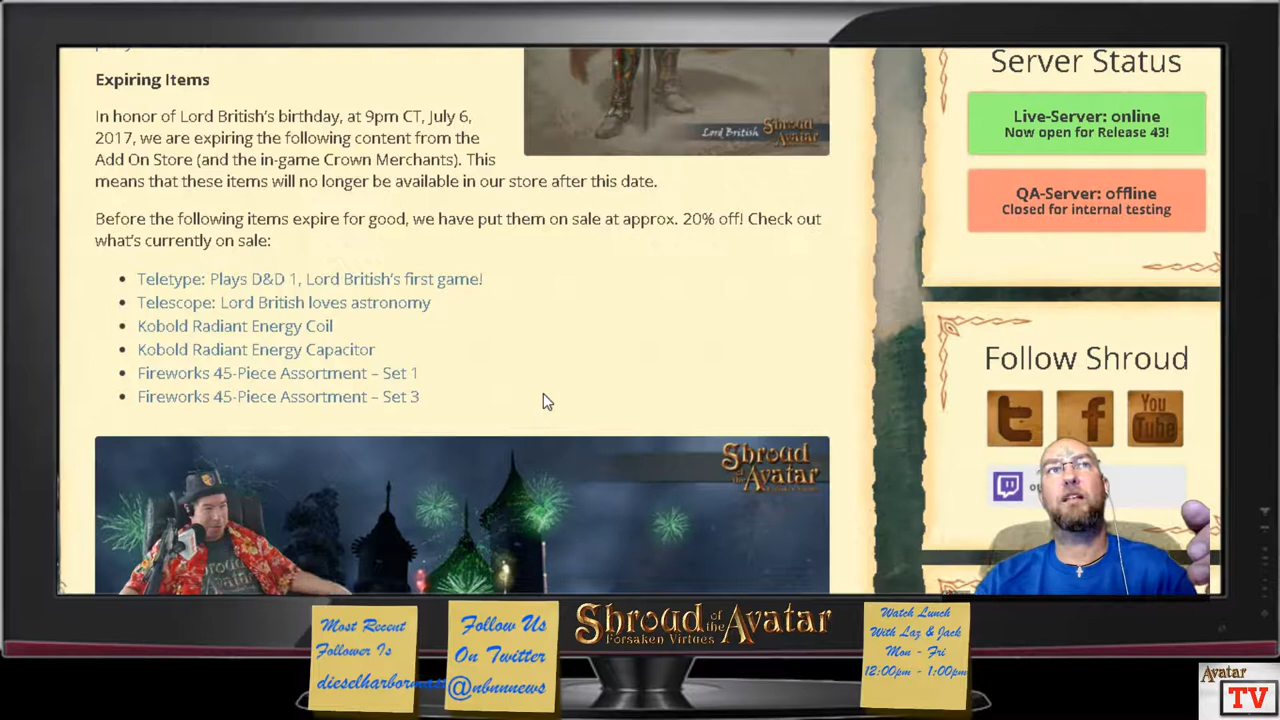 Expiring Items
In honor of Lord British's birthday, at 9pm CT, July 6,
2017, we are expiring the following content from the
Add On Store (and the in-game Crown Merchants). This
means that these items will no longer be available in our store after this date.
Before the following items expire for good, we have put them on sale at approx. 20% off! Check out
what's currently on sale:
Teletype: Plays D&D 1, Lord British's first game!
Telescope: Lord British loves astronomy
Kobold Radiant Energy Coil
Kobold Radiant Energy Capacitor
Fireworks 45-Piece Assortment – Set 1
Fireworks 45-Piece Assortment – Set 3
Lord British
Shroud of the Avatar
Shroud
of the Avatar
Server Status
Live-Server: online
Now open for Release 43!
QA-Server: offline
Closed for internal testing
Follow Shroud
You
Tube
Most Recent
Follower Is
Follow Us
On Twitter
@nbnnnews
Shroud of the Avatar
Forsaken Virtues
Watch Lunch
With Laz & Jack
Mon - Fri
12:00pm - 1:00pm
Avatar
TV